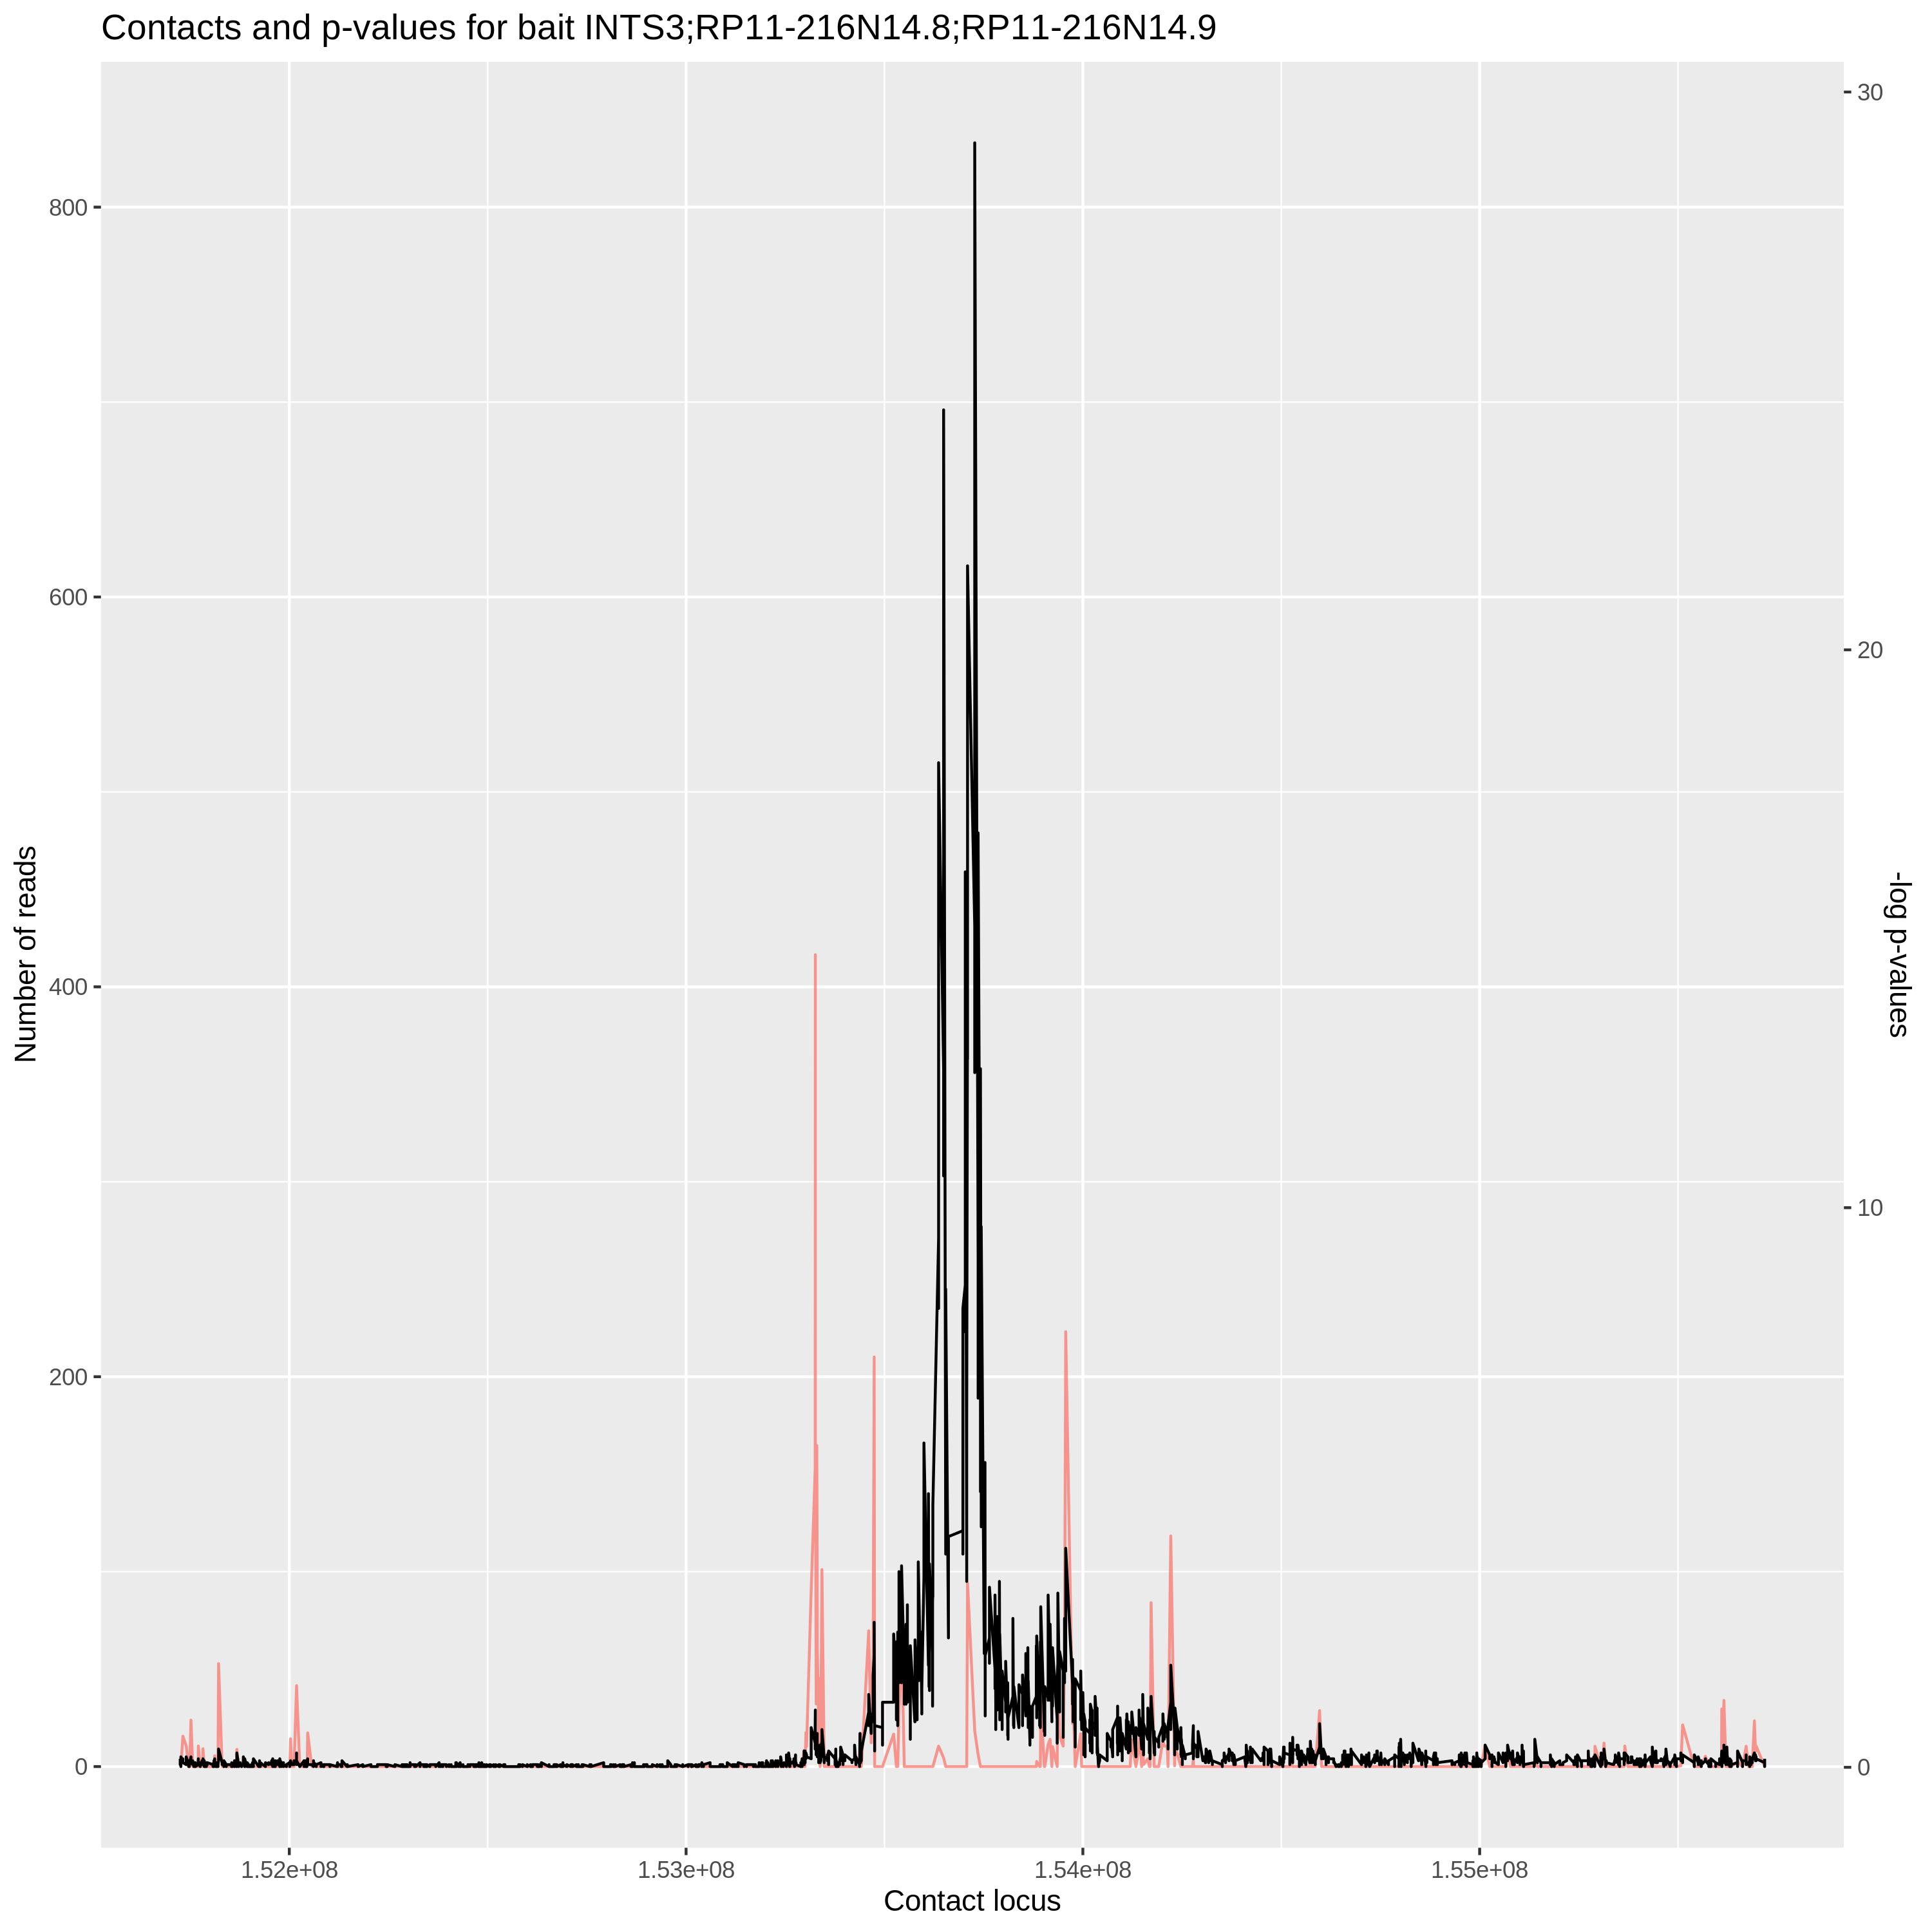 Contacts and p-values for bait INTS3;RP11-216N14.8;RP11-216N14.9
800
600
400
200
0
30
20
10
0
Number of reads
-log p-values
1.52e+08
1.53e+08
1.54e+08
1.55e+08
Contact locus